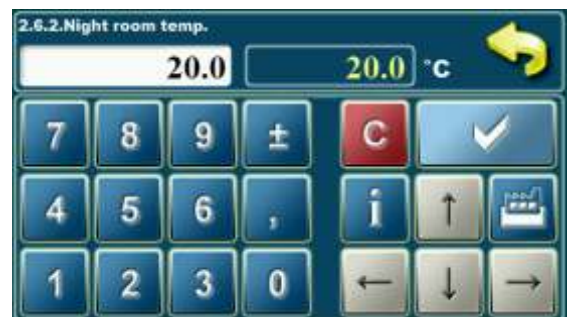 2.6.2.Night room temp.
20.0 20.0 °C
7 8 9 ± C
4 5 6 , i ↑
1 2 3 0 ← ↓ →